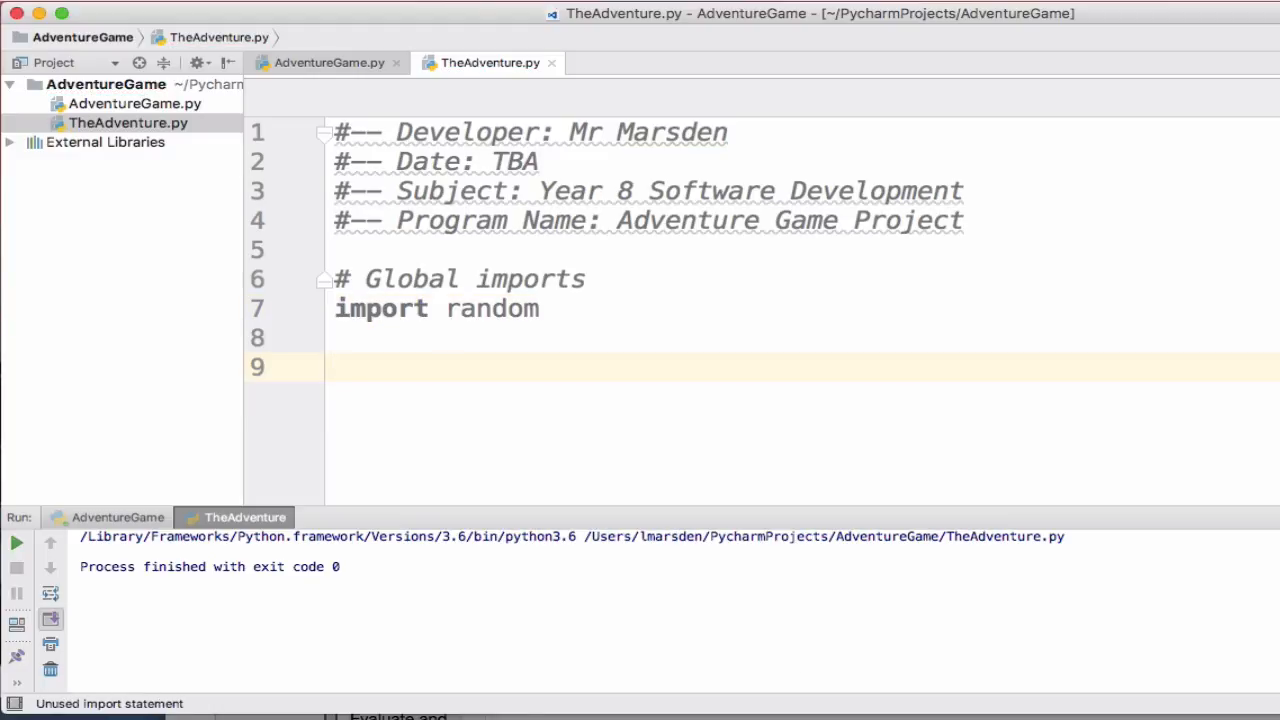 TheAdventure.py - AdventureGame - [~/PycharmProjects/AdventureGame]
AdventureGame TheAdventure.py
Project AdventureGame.py TheAdventure.py
AdventureGame ~/Pycharm
AdventureGame.py
TheAdventure.py
External Libraries
1 #-- Developer: Mr Marsden
2 #-- Date: TBA
3 #-- Subject: Year 8 Software Development
4 #-- Program Name: Adventure Game Project
5
6 # Global imports
7 import random
8
9
Run: AdventureGame TheAdventure
/Library/Frameworks/Python.framework/Versions/3.6/bin/python3.6 /Users/lmarsden/PycharmProjects/AdventureGame/TheAdventure.py
Process finished with exit code 0
Unused import statement
Evaluate and